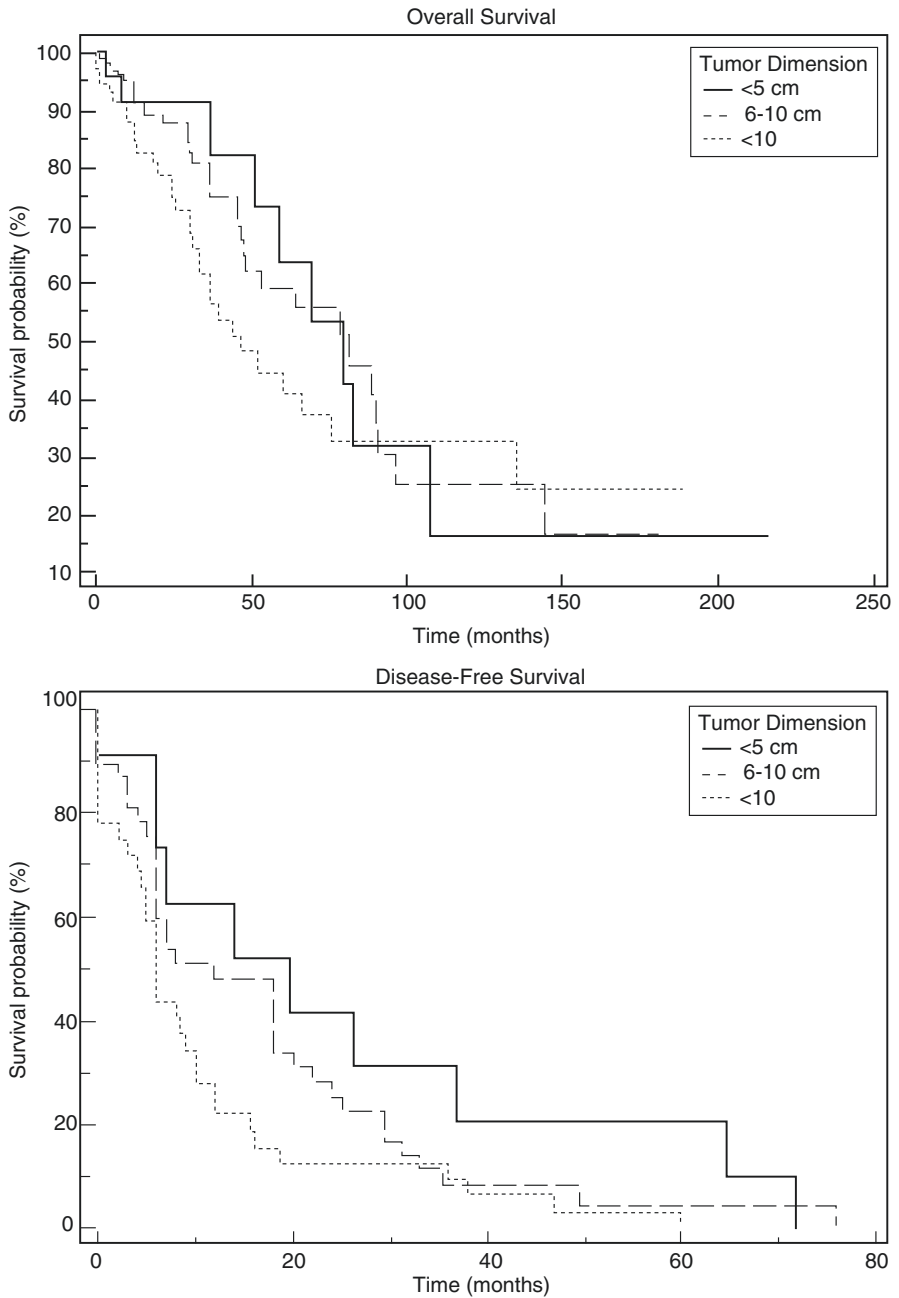 Overall Survival
100
90
80
70
60
50
40
30
20
10
Survival probability (%)
Tumor Dimension
<5 cm
6-10 cm
<10
0 50 100 150 200 250
Time (months)
Disease-Free Survival
100
80
60
40
20
0
Survival probability (%)
Tumor Dimension
<5 cm
6-10 cm
<10
0 20 40 60 80
Time (months)